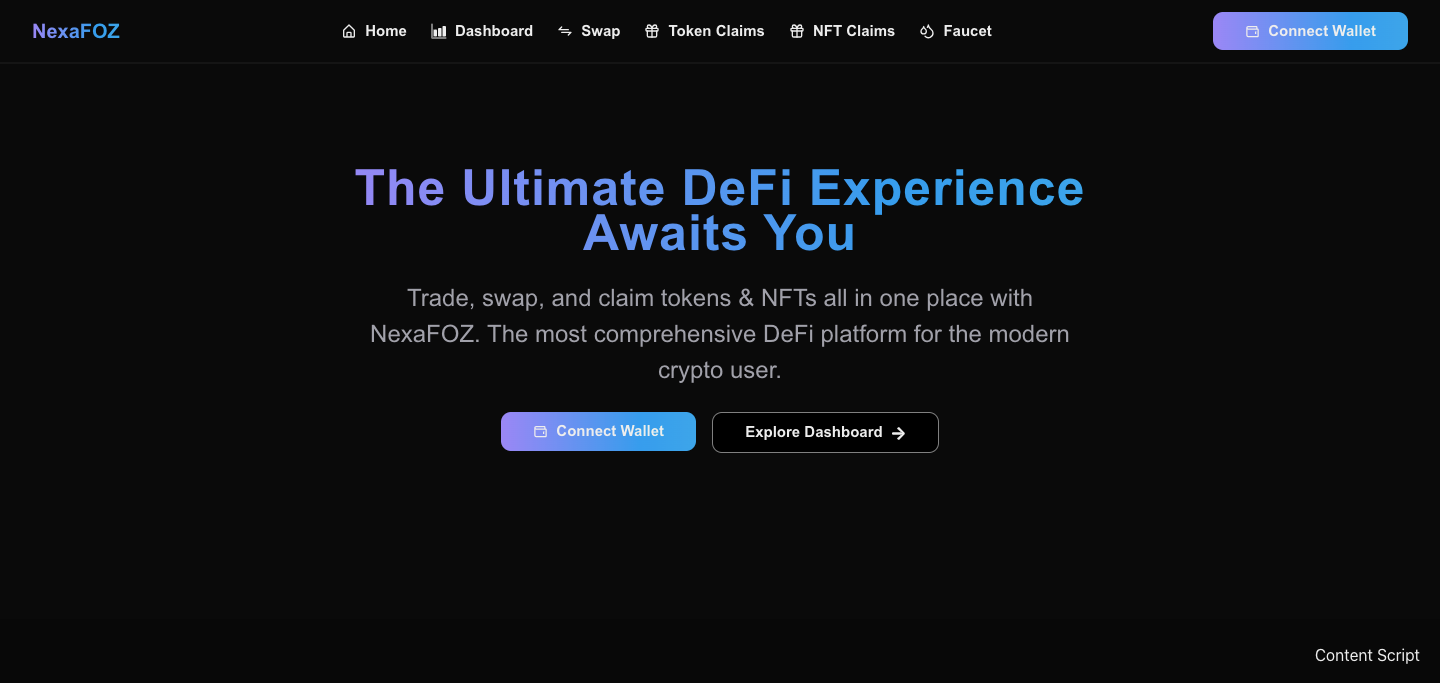 NexaFOZ
Home
Dashboard
Swap
Token Claims
NFT Claims
Faucet
Connect Wallet
The Ultimate DeFi Experience
Awaits You
Trade, swap, and claim tokens & NFTs all in one place with
NexaFOZ. The most comprehensive DeFi platform for the modern
crypto user.
Connect Wallet
Explore Dashboard
Content Script